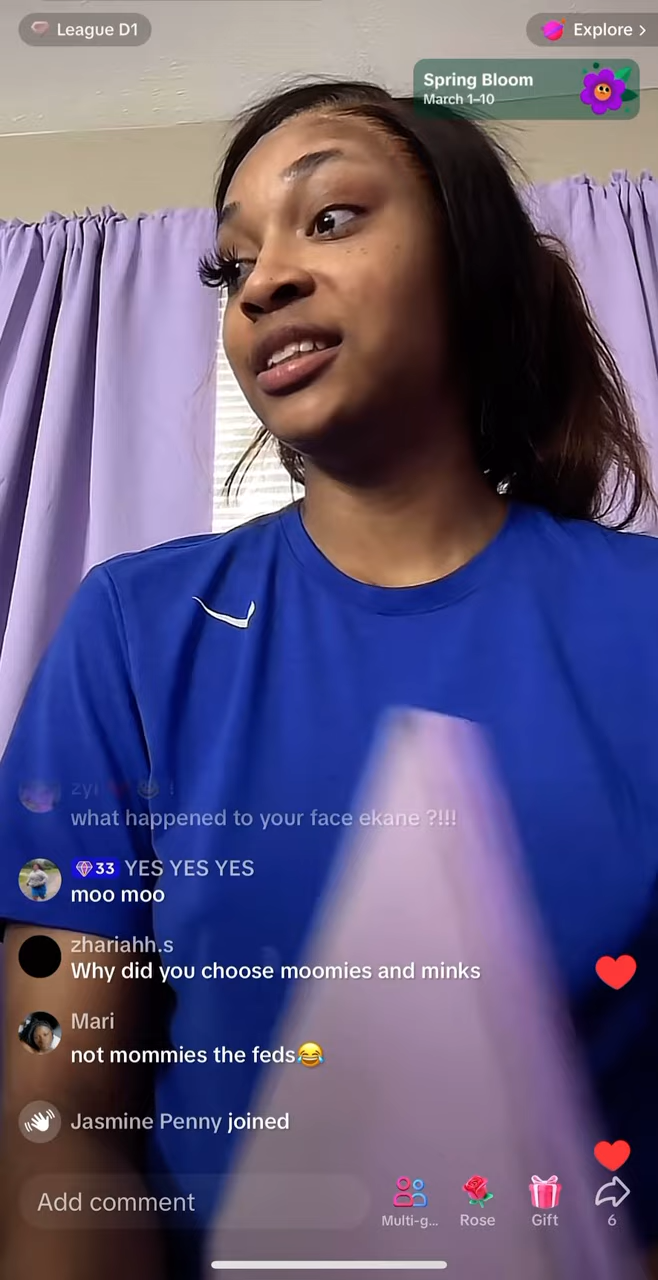 League D1
Explore >
Spring Bloom
March 1–10
what happened to your face ekane ?!!!
33 YES YES YES
moo moo
zhariahh.s
Why did you choose moomies and minks
Mari
not mommies the feds😂
Jasmine Penny joined
Add comment
Multi-g...
Rose
Gift
6